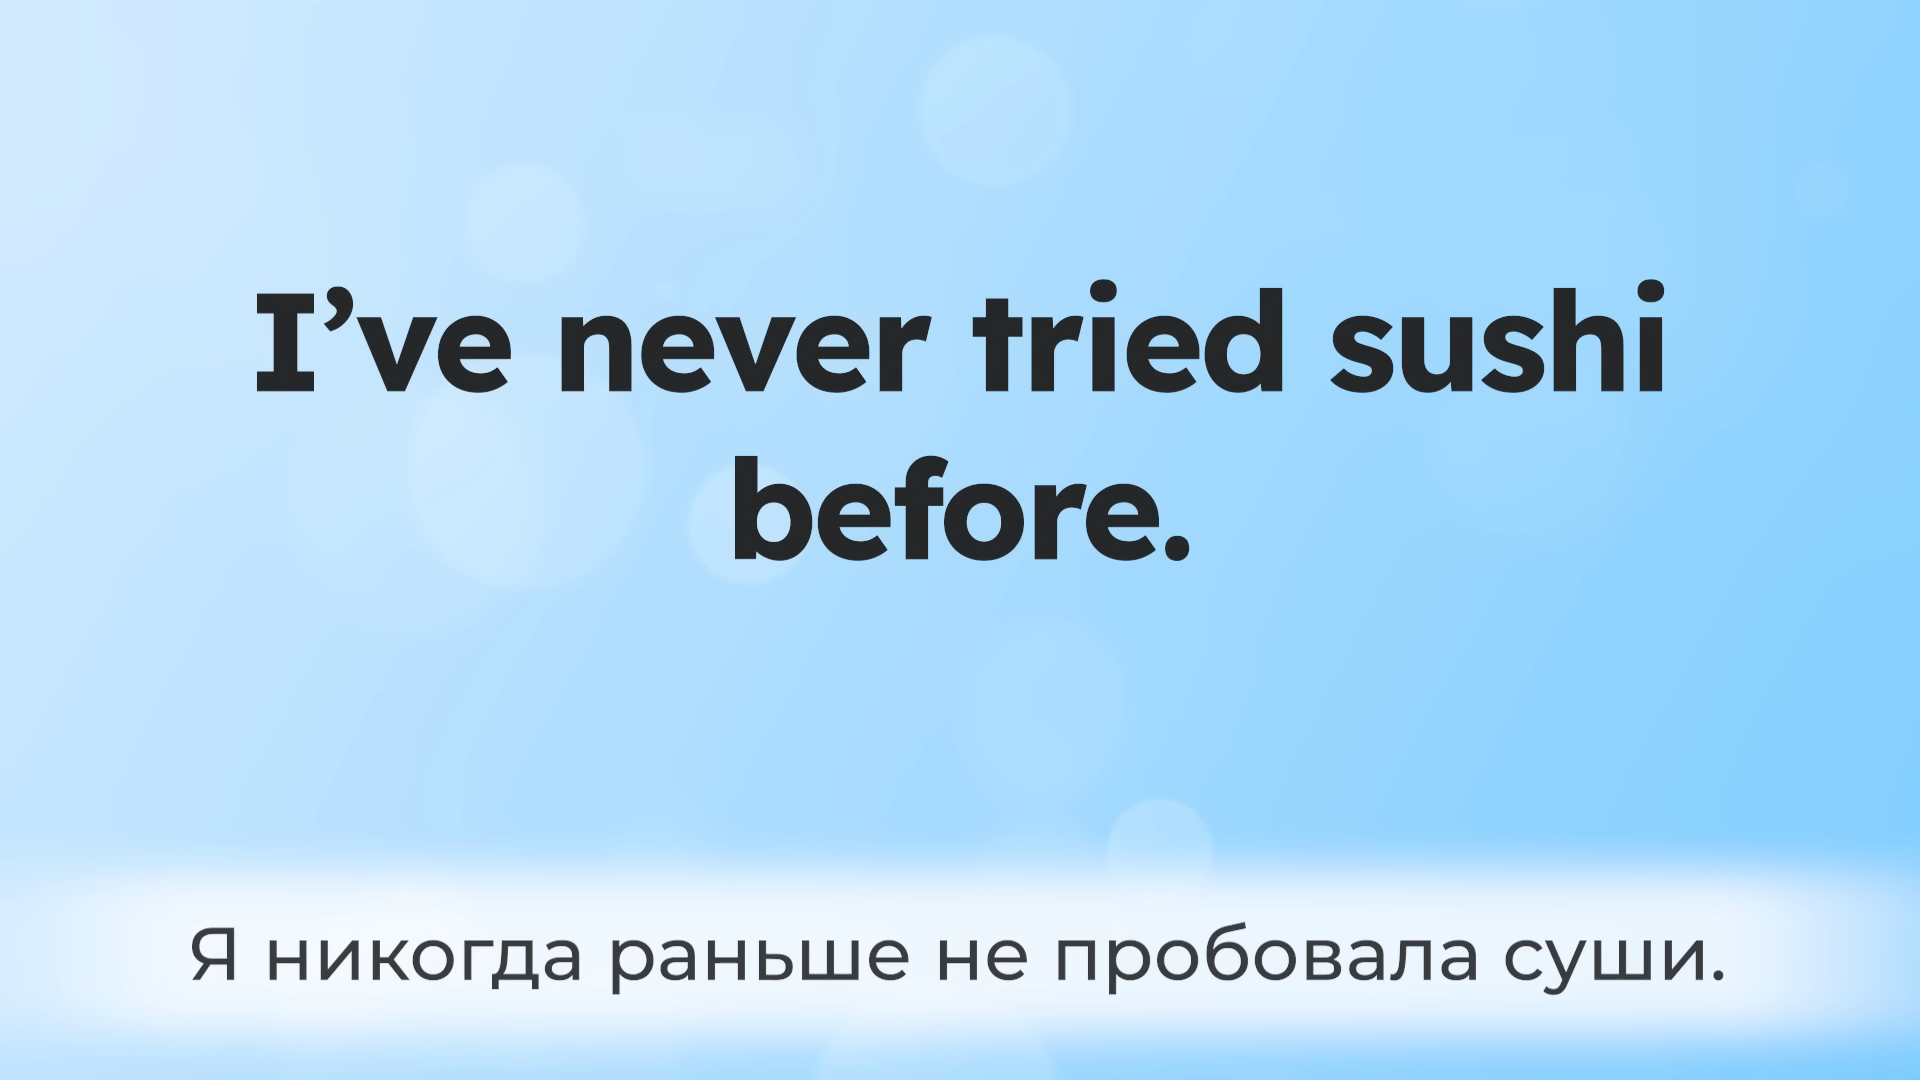 I’ve never tried sushi
before.
Я никогда раньше не пробовала суши.